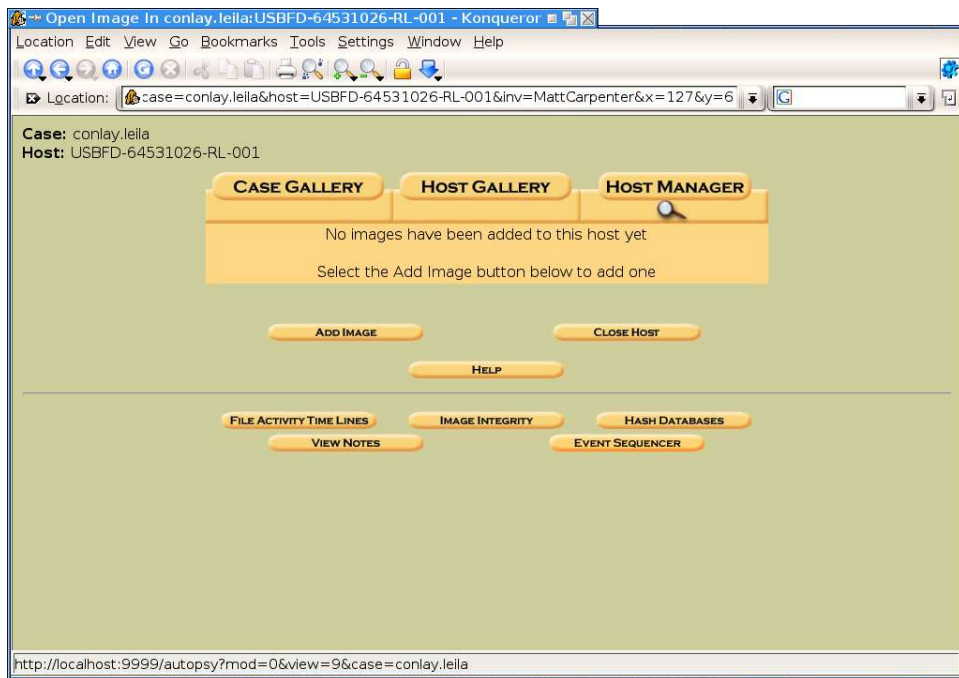 Open Image In conlay.leila:USBFD-64531026-RL-001 - Konqueror
Location Edit View Go Bookmarks Tools Settings Window Help
Location: case=conlay.leila&host=USBFD-64531026-RL-001&inv=MattCarpenter&x=127&y=6 G
Case: conlay.leila
Host: USBFD-64531026-RL-001
CASE GALLERY HOST GALLERY HOST MANAGER
No images have been added to this host yet
Select the Add Image button below to add one
ADD IMAGE CLOSE HOST
HELP
FILE ACTIVITY TIME LINES IMAGE INTEGRITY HASH DATABASES
VIEW NOTES EVENT SEQUENCER
http://localhost:9999/autopsy?mod=0&view=9&case=conlay.leila